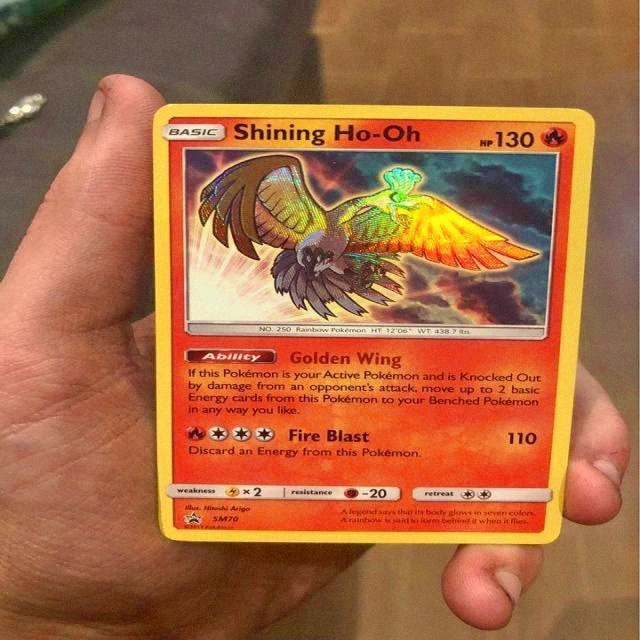 BASIC Shining Ho-Oh HP 130
NO. 250 Rainbow Pokémon HT: 12'06" WT: 438.7 lbs.
Ability Golden Wing
If this Pokémon is your Active Pokémon and is Knocked Out
by damage from an opponent's attack, move up to 2 basic
Energy cards from this Pokémon to your Benched Pokémon
in any way you like.
Fire Blast 110
Discard an Energy from this Pokémon.
weakness ×2 resistance -20 retreat
Illus. Hitoshi Ariga
SM70
©2017 Pokémon
A legend says that its body glows in seven colors.
A rainbow is said to form behind it when it flies.